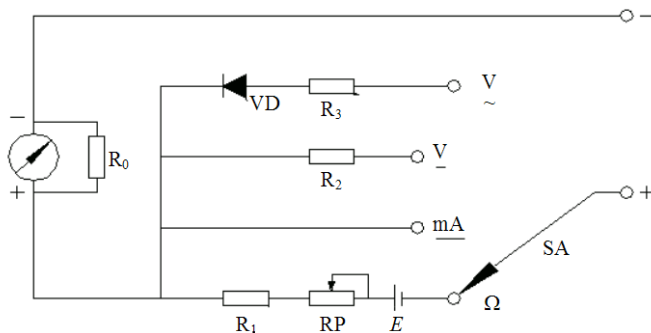 −
V
~
VD
R3
−
R0
V
−
R2
+
+
mA
SA
Ω
R1
RP
E